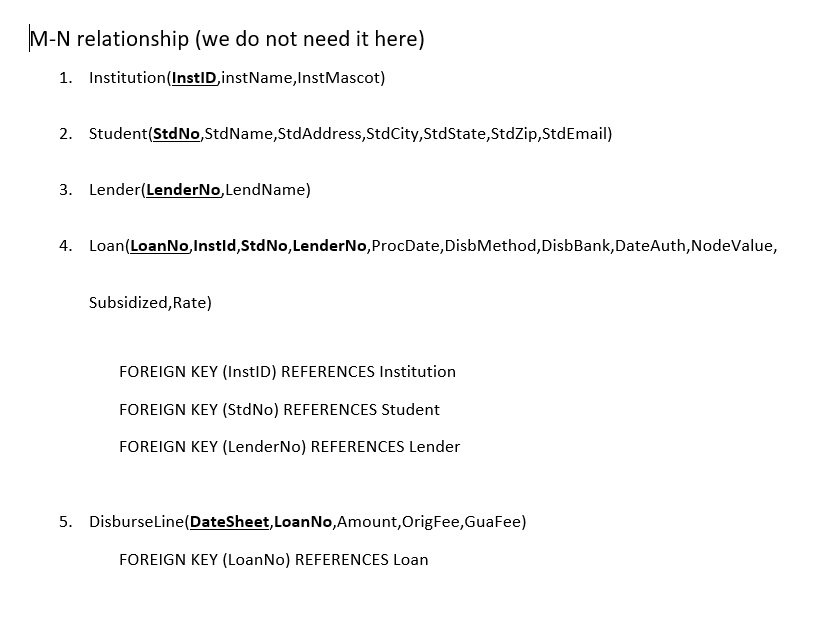 M-N relationship (we do not need it here)
1. Institution(InstID,instName,InstMascot)
2. Student(StdNo,StdName,StdAddress,StdCity,StdState,StdZip,StdEmail)
3. Lender(LenderNo,LendName)
4. Loan(LoanNo,InstId,StdNo,LenderNo,ProcDate,DisbMethod,DisbBank,DateAuth,NodeValue,
Subsidized,Rate)
FOREIGN KEY (InstID) REFERENCES Institution
FOREIGN KEY (StdNo) REFERENCES Student
FOREIGN KEY (LenderNo) REFERENCES Lender
5. DisburseLine(DateSheet,LoanNo,Amount,OrigFee,GuaFee)
FOREIGN KEY (LoanNo) REFERENCES Loan